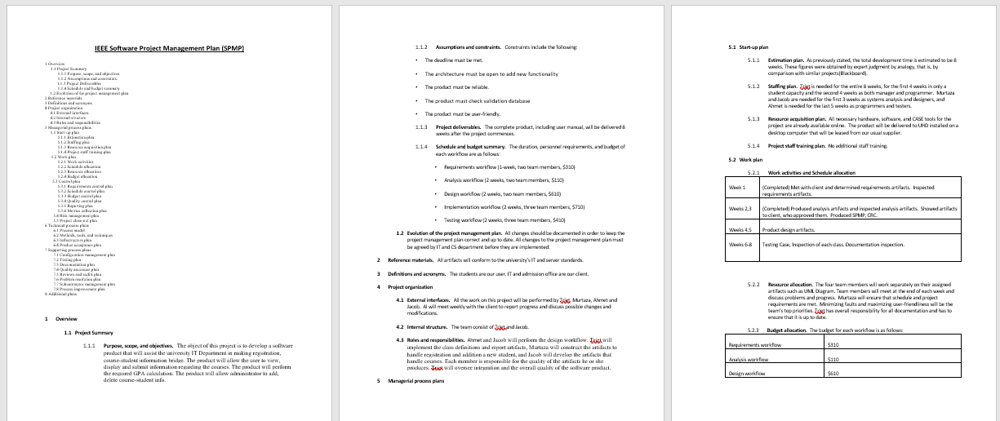 IEEE Software Project Management Plan (SPMP)
1 Overview
1.1 Project Summary
1.1.1 Purpose, scope, and objectives
1.1.2 Assumptions and constraints.
1.1.3 Project Deliverables
1.1.4 Schedule and budget summary
1.2 Evolution of the project management plan
2 Reference materials
3 Definitions and acronyms
4 Project organization
4.1 External interfaces
4.2 Internal structure
4.3 Roles and responsibilities
5 Managerial process plans
5.1 Start-up plan
5.1.1 Estimation plan
5.1.2 Staffing plan
5.1.3 Resource acquisition plan
5.1.4 Project staff training plan
5.2 Work plan
5.2.1 Work activities
5.2.2 Schedule allocation
5.2.3 Resource allocation
5.2.4 Budget allocation
5.3 Control plan
5.3.1 Requirements control plan
5.3.2 Schedule control plan
5.3.3 Budget control plan
5.3.4 Quality control plan
5.3.5 Reporting plan
5.3.6 Metrics collection plan
5.4 Risk management plan
5.5 Project close-out plan
6 Technical process plans
6.1 Process model
6.2 Methods, tools, and techniques
6.3 Infrastructure plan
6.4 Product acceptance plan
7 Supporting process plans
7.1 Configuration management plan
7.2 Testing plan
7.3 Documentation plan
7.4 Quality assurance plan
7.5 Reviews and audits plan
7.6 Problem resolution plan
7.7 Subcontractor management plan
7.8 Process improvement plan
8 Additional plans
1 Overview
1.1 Project Summary
1.1.1 Purpose, scope, and objectives. The object of this project is to develop a software
product that will assist the university IT Department in making registration,
course-student information bridge. The product will allow the user to view,
display and submit information regarding the courses. The product will perform
the required GPA calculation. The product will allow administrator to add,
delete course-student info.
1.1.2 Assumptions and constraints. Constraints include the following:
• The deadline must be met.
• The architecture must be open to add new functionality
• The product must be reliable.
• The product must check validation database
• The product must be user-friendly.
1.1.3 Project deliverables. The complete product, including user manual, will be delivered 8
weeks after the project commences.
1.1.4 Schedule and budget summary. The duration, personnel requirements, and budget of
each workflow are as follows:
• Requirements workflow (1-week, two team members, $310)
• Analysis workflow (2 weeks, two team members, $110)
• Design workflow (2 weeks, two team members, $610)
• Implementation workflow (2 weeks, three team members, $710)
• Testing workflow (2 weeks, three team members, $410)
1.2 Evolution of the project management plan. All changes should be documented in order to keep the
project management plan correct and up to date. All changes to the project management plan must
be agreed by IT and CS department before they are implemented.
2 Reference materials. All artifacts will conform to the university's IT and server standards.
3 Definitions and acronyms. The students are our user. IT and admission office are our client.
4 Project organization
4.1 External interfaces. All the work on this project will be performed by Triet, Murtaza, Ahmet and
Jacob. Al will meet weekly with the client to report progress and discuss possible changes and
modifications.
4.2 Internal structure. The team consist of Triet and Jacob.
4.3 Roles and responsibilities. Ahmet and Jacob will perform the design workflow. Triet will
implement the class definitions and report artifacts, Murtaza will construct the artifacts to
handle registration and addition a new student, and Jacob will develop the artifacts that
handle courses. Each member is responsible for the quality of the artifacts he or she
produces. Triet will oversee integration and the overall quality of the software product.
5 Managerial process plans
5.1 Start-up plan
5.1.1 Estimation plan. As previously stated, the total development time is estimated to be 8
weeks. These figures were obtained by expert judgment by analogy, that is, by
comparison with similar projects(Blackboard).
5.1.2 Staffing plan. Triet is needed for the entire 8 weeks, for the first 4 weeks in only a
student capacity and the second 4 weeks as both manager and programmer. Murtaza
and Jacob are needed for the first 3 weeks as systems analysis and designers, and
Ahmet is needed for the last 5 weeks as programmers and testers.
5.1.3 Resource acquisition plan. All necessary hardware, software, and CASE tools for the
project are already available online. The product will be delivered to UHD installed on a
desktop computer that will be leased from our usual supplier.
5.1.4 Project staff training plan. No additional staff training.
5.2 Work plan
5.2.1 Work activities and Schedule allocation
Week 1 (Completed) Met with client and determined requirements artifacts. Inspected
requirements artifacts.
Weeks 2,3 (Completed) Produced analysis artifacts and inspected analysis artifacts. Showed artifacts
to client, who approved them. Produced SPMP, CRC.
Weeks 4,5 Product design artifacts.
Weeks 6-8 Testing Case, Inspection of each class. Documentation inspection.
5.2.2 Resource allocation. The four team members will work separately on their assigned
artifacts such as UML Diagram. Team members will meet at the end of each week and
discuss problems and progress. Murtaza will ensure that schedule and project
requirements are met. Minimizing faults and maximizing user-friendliness will be the
team's top priorities. Triet has overall responsibility for all documentation and has to
ensure that it is up to date.
5.2.3 Budget allocation. The budget for each workflow is as follows:
Requirements workflow $310
Analysis workflow $110
Design workflow $610